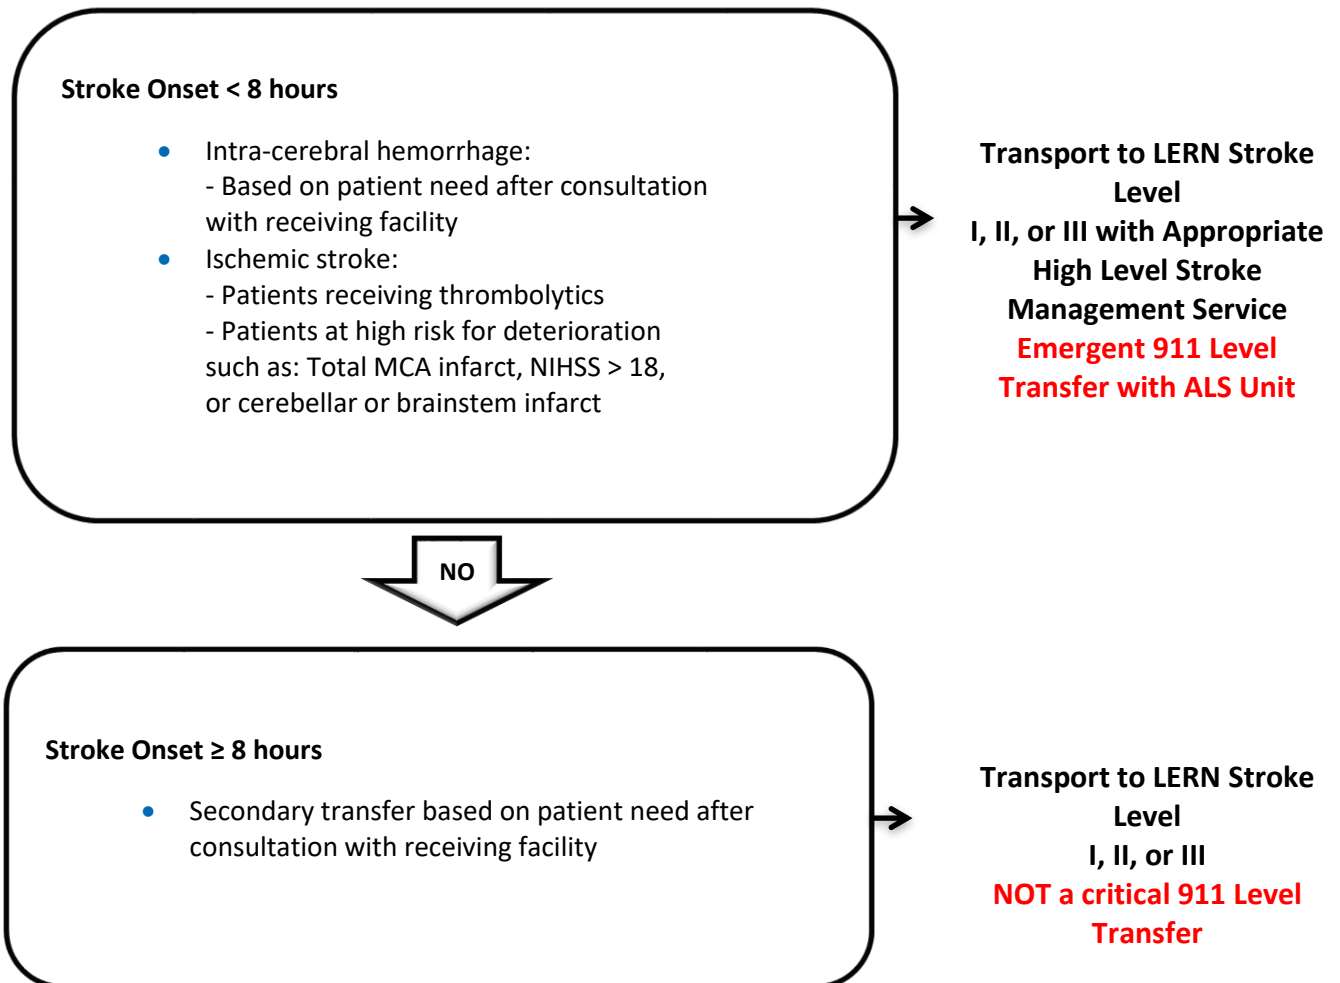 Stroke Onset < 8 hours
• Intra-cerebral hemorrhage:
- Based on patient need after consultation
with receiving facility
• Ischemic stroke:
- Patients receiving thrombolytics
- Patients at high risk for deterioration
such as: Total MCA infarct, NIHSS > 18,
or cerebellar or brainstem infarct
Transport to LERN Stroke
Level
I, II, or III with Appropriate
High Level Stroke
Management Service
Emergent 911 Level
Transfer with ALS Unit
NO
Stroke Onset ≥ 8 hours
• Secondary transfer based on patient need after
consultation with receiving facility
Transport to LERN Stroke
Level
I, II, or III
NOT a critical 911 Level
Transfer